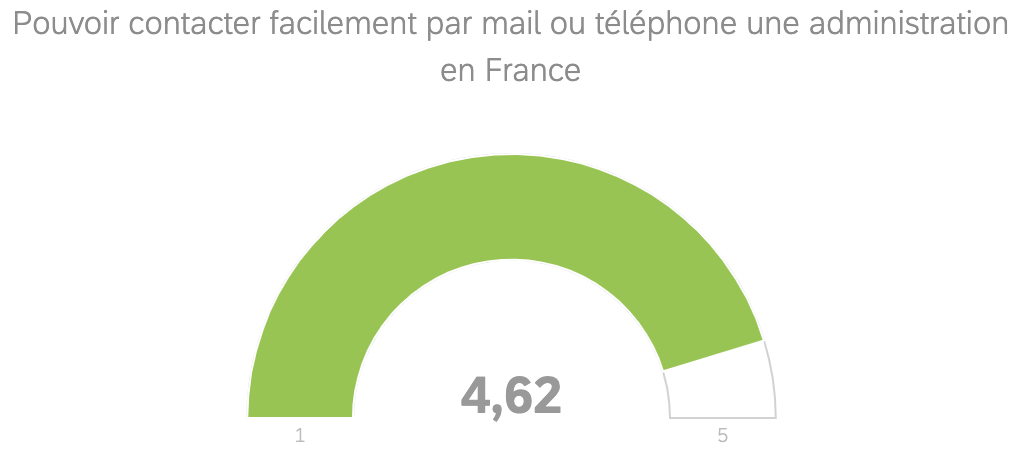 Pouvoir contacter facilement par mail ou téléphone une administration
en France
4,62
1
5